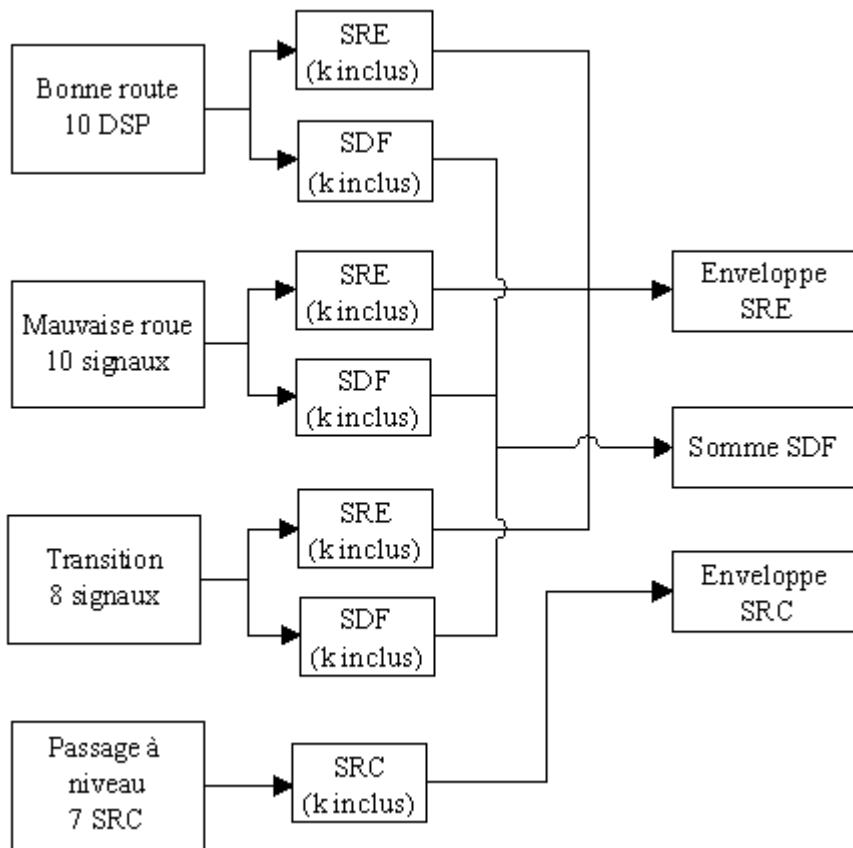 Bonne route
10 DSP
SRE
(k inclus)
SDF
(k inclus)
Mauvaise roue
10 signaux
SRE
(k inclus)
SDF
(k inclus)
Transition
8 signaux
SRE
(k inclus)
SDF
(k inclus)
Passage à
niveau
7 SRC
SRC
(k inclus)
Enveloppe
SRE
Somme SDF
Enveloppe
SRC